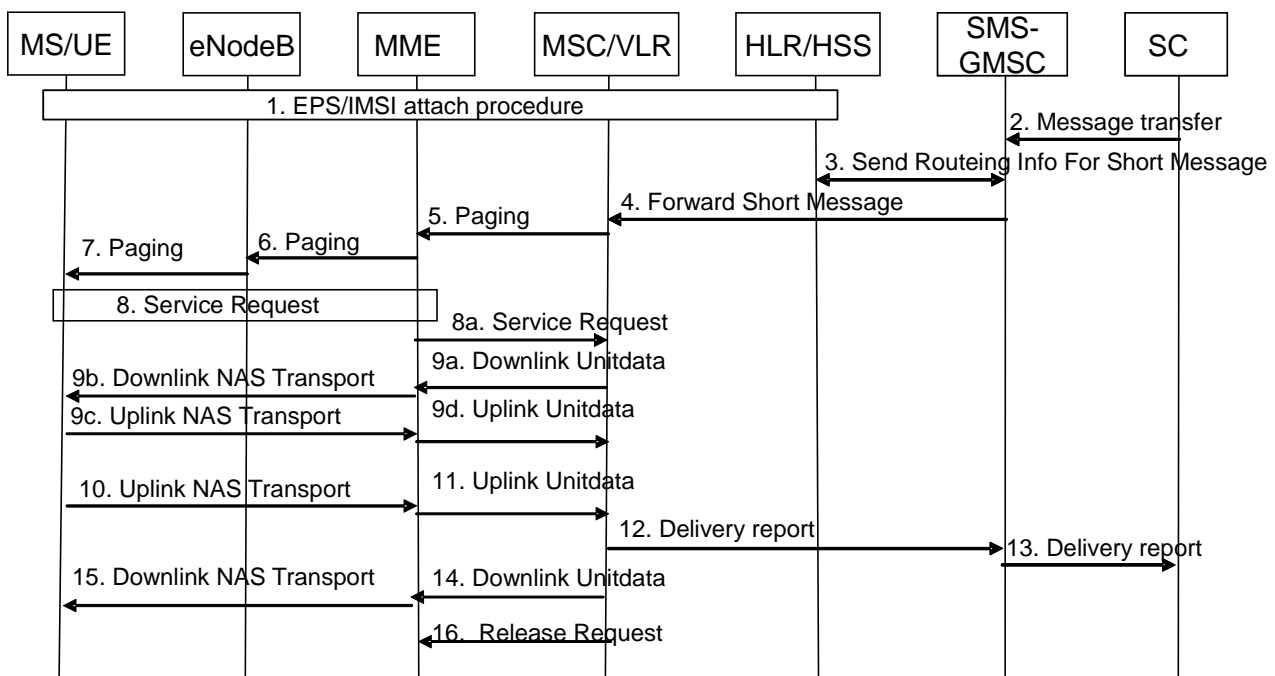 MS/UE
eNodeB
MME
MSC/VLR
HLR/HSS
SMS-
GMSC
SC
1. EPS/IMSI attach procedure
2. Message transfer
3. Send Routeing Info For Short Message
4. Forward Short Message
5. Paging
6. Paging
7. Paging
8. Service Request
8a. Service Request
9a. Downlink Unitdata
9b. Downlink NAS Transport
9c. Uplink NAS Transport
9d. Uplink Unitdata
10. Uplink NAS Transport
11. Uplink Unitdata
12. Delivery report
13. Delivery report
15. Downlink NAS Transport
14. Downlink Unitdata
16. Release Request